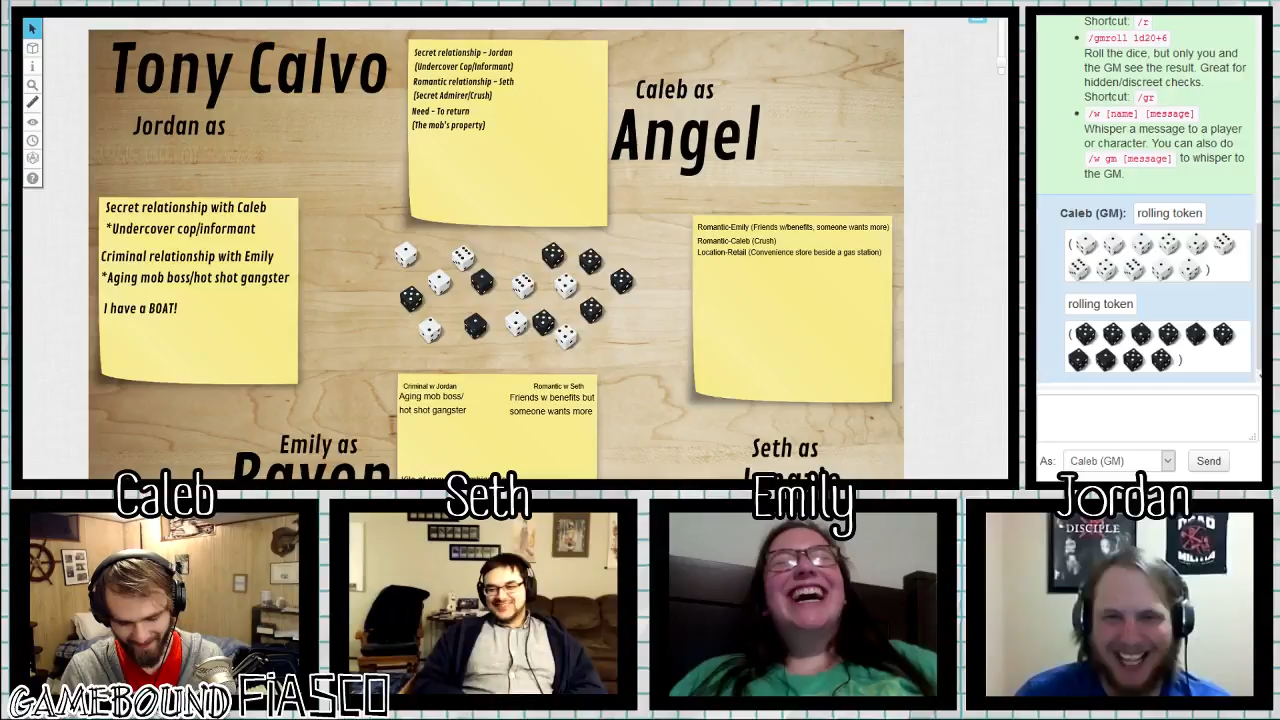 Tony Calvo
Jordan as
Secret relationship - Jordan
(Undercover Cop/Informant)
Romantic relationship - Seth
(Secret Admirer/Crush)
Need - To return
(The mob's property)
Caleb as
Angel
Secret relationship with Caleb
*Undercover cop/informant
Criminal relationship with Emily
*Aging mob boss/hot shot gangster
I have a BOAT!
Romantic-Emily (Friends w/benefits, someone wants more)
Romantic-Caleb (Crush)
Location-Retail (Convenience store beside a gas station)
Criminal w Jordan
Aging mob boss/
hot shot gangster
Romantic w Seth
Friends w benefits but
someone wants more
Emily as
Raven
Seth as
Shortcut: /r
/gmroll 1d20+6
Roll the dice, but only you and
the GM see the result. Great for
hidden/discreet checks.
Shortcut: /gr
/w [name] [message]
Whisper a message to a player
or character. You can also do
/w gm [message] to whisper to
the GM.
Caleb (GM): rolling token
( )
rolling token
( )
As: Caleb (GM) Send
Caleb
Seth
Emily
Jordan
DISCIPLE
MILITIA
GAMEBOUND FiASCO